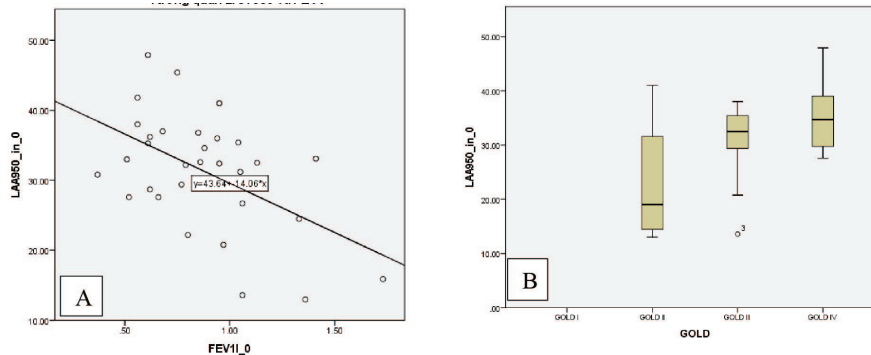 50.00
40.00
30.00
20.00
10.00
LAA950_in_0
y=43.64+-14.06*x
A
.50
1.00
1.50
FEV1l_0
50.00
40.00
30.00
20.00
10.00
.00
LAA950_in_0
3
B
GOLD I
GOLD II
GOLD II
GOLD IV
GOLD